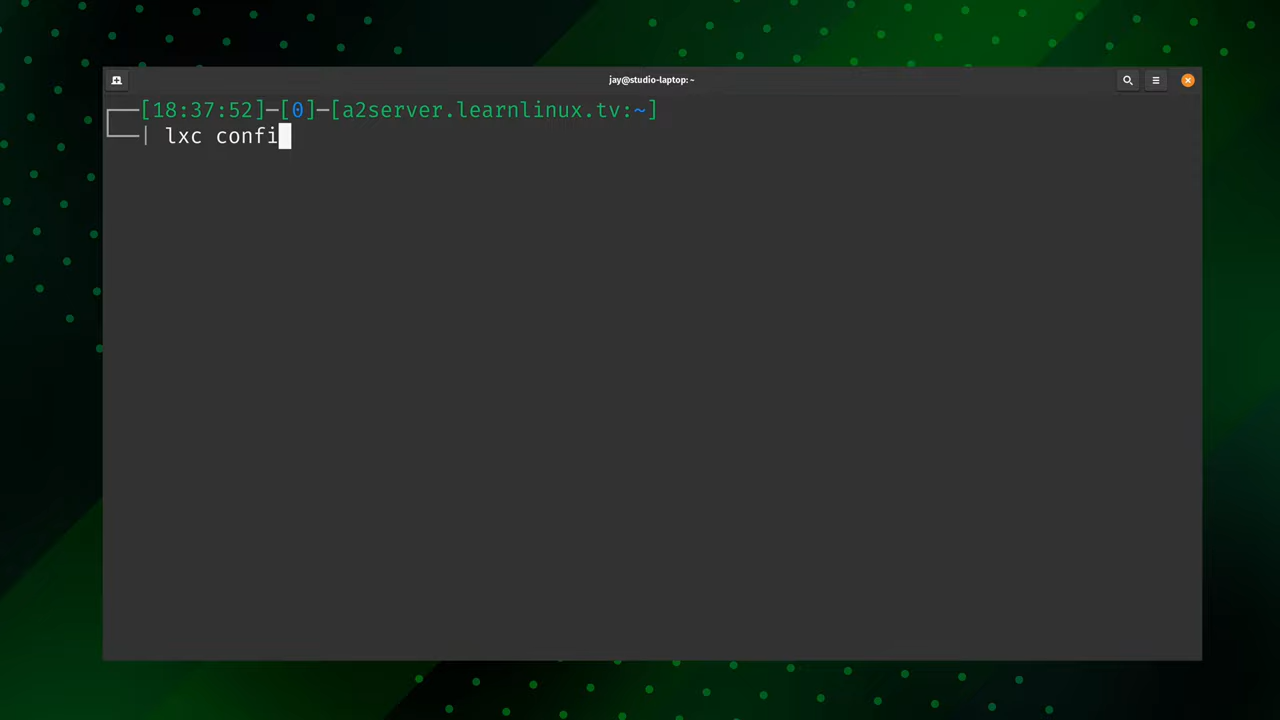 jay@studio-laptop: ~
[18:37:52]─[0]─[a2server.learnlinux.tv:~]
lxc confi